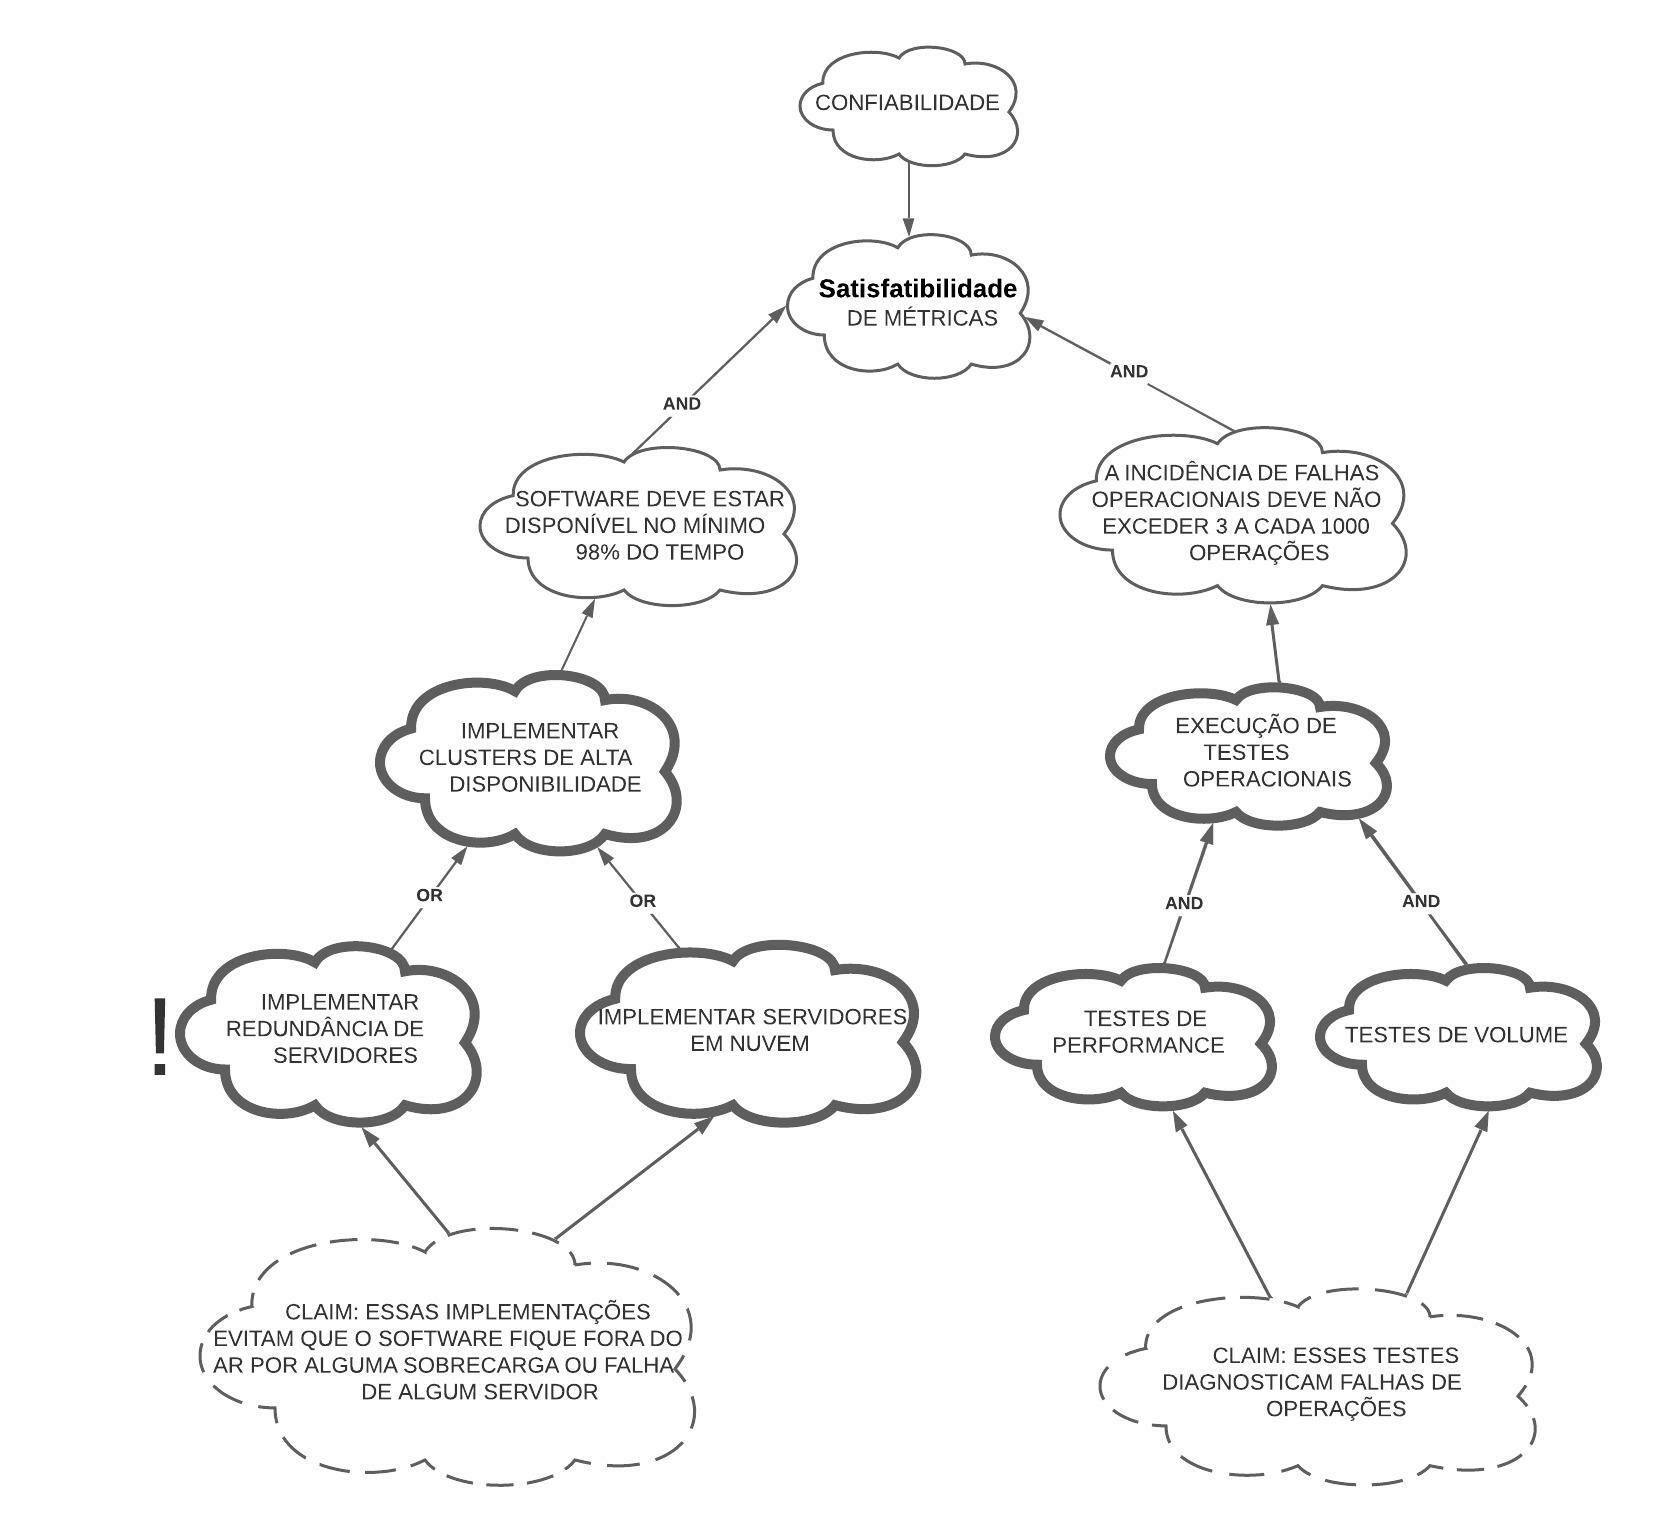 CONFIABILIDADE
Satisfatibilidade
DE MÉTRICAS
AND
AND
SOFTWARE DEVE ESTAR
DISPONÍVEL NO MÍNIMO
98% DO TEMPO
A INCIDÊNCIA DE FALHAS
OPERACIONAIS DEVE NÃO
EXCEDER 3 A CADA 1000
OPERAÇÕES
IMPLEMENTAR
CLUSTERS DE ALTA
DISPONIBILIDADE
EXECUÇÃO DE
TESTES
OPERACIONAIS
OR
OR
AND
AND
!
IMPLEMENTAR
REDUNDÂNCIA DE
SERVIDORES
IMPLEMENTAR SERVIDORES
EM NUVEM
TESTES DE
PERFORMANCE
TESTES DE VOLUME
CLAIM: ESSAS IMPLEMENTAÇÕES
EVITAM QUE O SOFTWARE FIQUE FORA DO
AR POR ALGUMA SOBRECARGA OU FALHA
DE ALGUM SERVIDOR
CLAIM: ESSES TESTES
DIAGNOSTICAM FALHAS DE
OPERAÇÕES